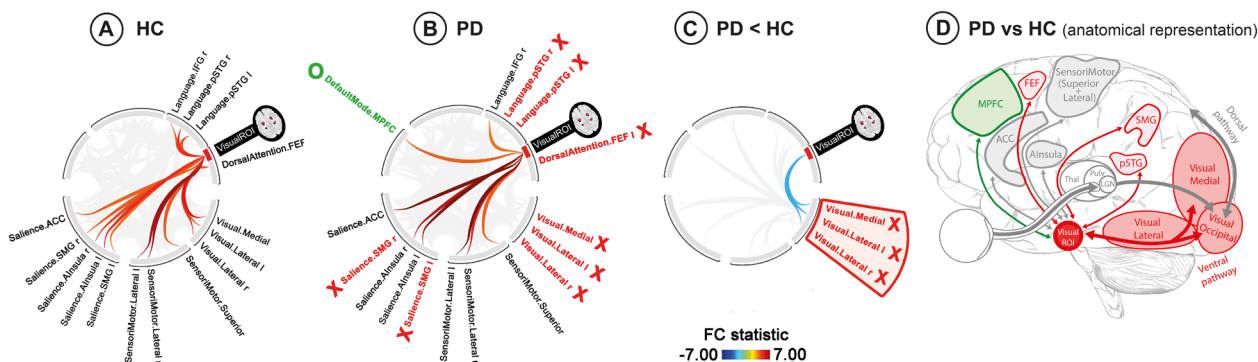 A HC
Language.IFG r
Language.pSTG r
Language.pSTG l
VisualROI
DorsalAttention.FEF
Visual.Medial
Visual.Lateral l
Visual.Lateral r
SensoriMotor.Superior
SensoriMotor.Lateral
SensoriMotor.Lateral l
Salience.SMG l
Salience.AInsula
Salience.AInsula l
Salience.SMG r
Salience.ACC
B PD
O DefaultMode.MPFC
Language.IFG r
Language.pSTG r X
Language.pSTG l X
VisualROI
DorsalAttention.FEF l X
Visual.Medial X
Visual.Lateral l X
Visual.Lateral r X
SensoriMotor.Superior
SensoriMotor.Lateral
SensoriMotor.Lateral l
X Salience.SMG l
Salience.AInsula l
X Salience.SMG r
Salience.ACC
C PD < HC
VisualROI
Visual.Medial X
Visual.Lateral l X
Visual.Lateral r X
FC statistic
-7.00 7.00
D PD vs HC (anatomical representation)
MPFC
FEF
SensoriMotor
(Superior
+
Lateral)
ACC
AInsula
SMG
pSTG
Thal
Pulv
LGN
Dorsal
pathway
Visual
Medial
Visual
Lateral
Visual
Occipital
Visual
ROI
Ventral
pathway